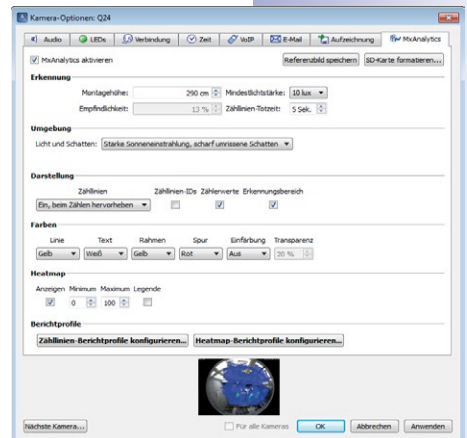 Kamera-Optionen: Q24
Audio LEDs Verbindung Zeit VoIP E-Mail Aufzeichnung MxAnalytics
MxAnalytics aktivieren Referenzbild speichern SD-Karte formatieren...
Erkennung
Montagehöhe: 290 cm Mindestlichtstärke: 10 lux
Empfindlichkeit: 13 % Zähllinien-Totzeit: 5 Sek.
Umgebung
Licht und Schatten: Starke Sonneneinstrahlung, scharf umrissene Schatten
Darstellung
Zähllinien Zähllinien-IDs Zählerwerte Erkennungsbereich
Ein, beim Zählen hervorheben
Farben
Linie Text Rahmen Spur Einfärbung Transparenz
Gelb Weiß Gelb Rot Aus 20 %
Heatmap
Anzeigen Minimum Maximum Legende
0 100
Berichtprofile
Zähllinien-Berichtprofile konfigurieren... Heatmap-Berichtprofile konfigurieren...
Nächste Kamera... Für alle Kameras OK Abbrechen Anwenden